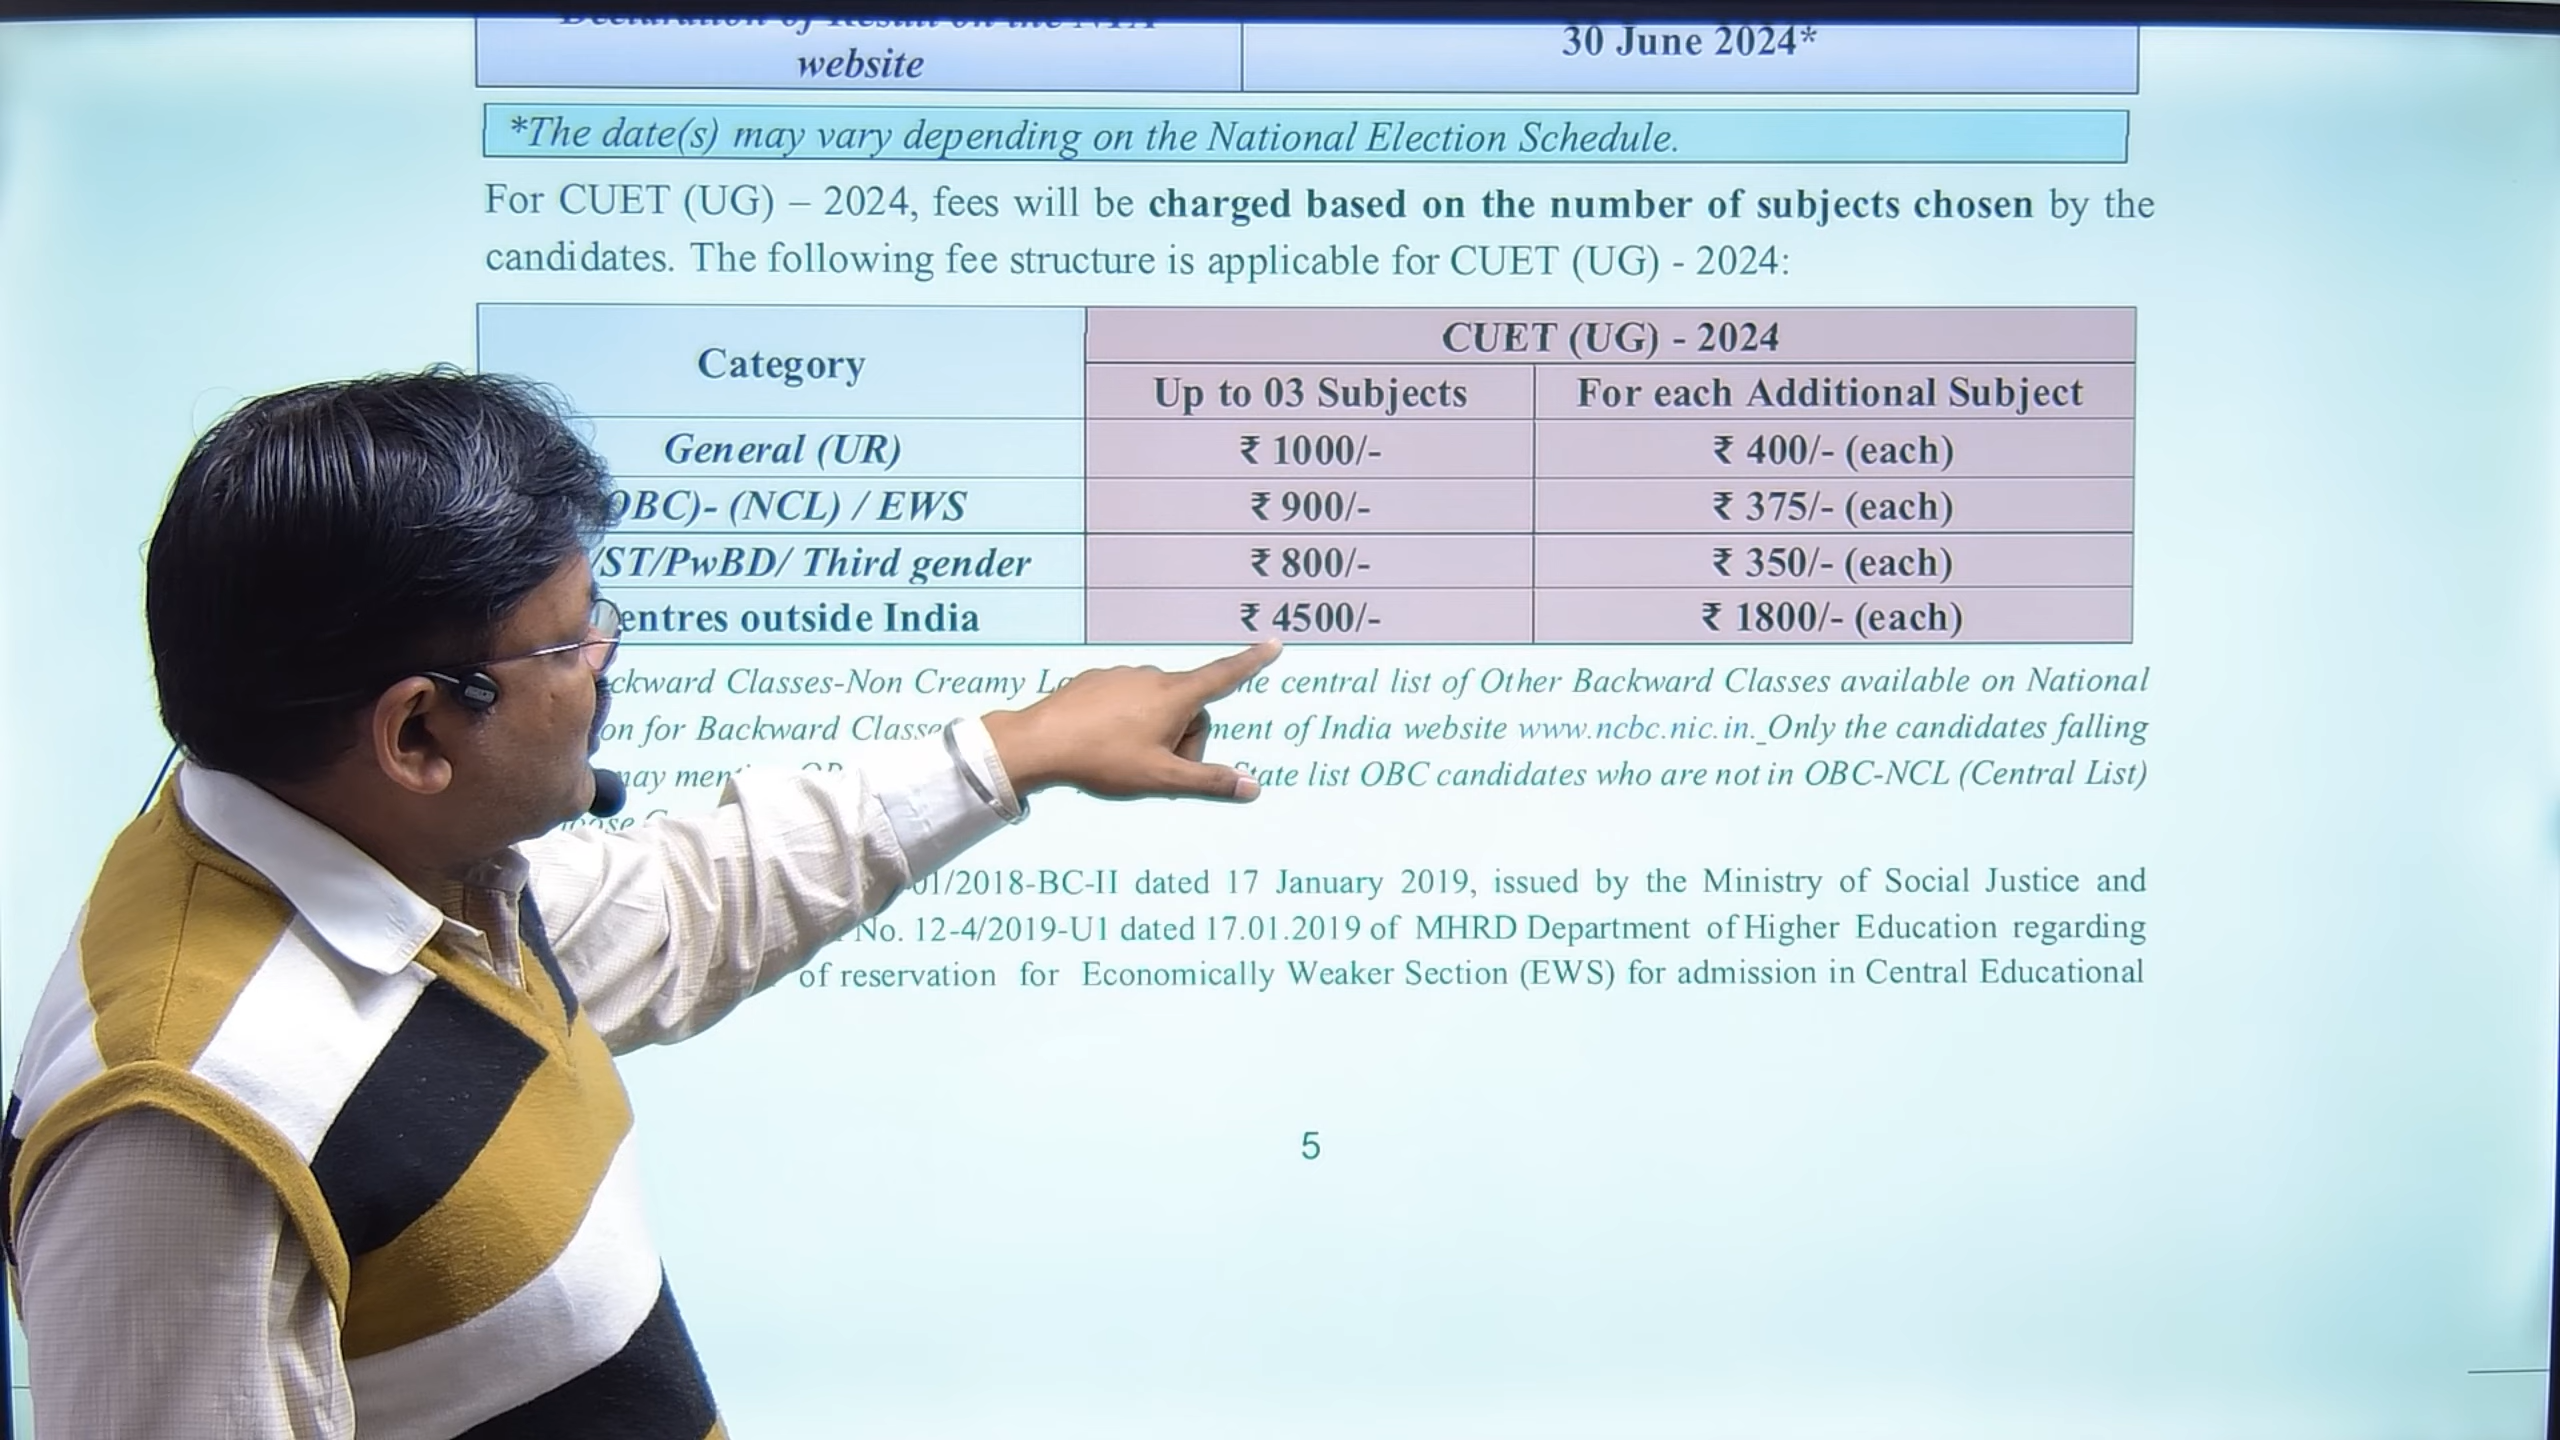 Declaration of Result on the NTA
website
30 June 2024*
*The date(s) may vary depending on the National Election Schedule.
For CUET (UG) – 2024, fees will be charged based on the number of subjects chosen by the
candidates. The following fee structure is applicable for CUET (UG) - 2024:
Category
CUET (UG) - 2024
Up to 03 Subjects
For each Additional Subject
General (UR)
₹ 1000/-
₹ 400/- (each)
OBC)- (NCL) / EWS
₹ 900/-
₹ 375/- (each)
/ST/PwBD/ Third gender
₹ 800/-
₹ 350/- (each)
entres outside India
₹ 4500/-
₹ 1800/- (each)
ckward Classes-Non Creamy central list of Other Backward Classes available on National
on for Backward ment of India website www.ncbc.nic.in. Only the candidates falling
may State list OBC candidates who are not in OBC-NCL (Central List)
01/2018-BC-II dated 17 January 2019, issued by the Ministry of Social Justice and
No. 12-4/2019-U1 dated 17.01.2019 of MHRD Department of Higher Education regarding
of reservation for Economically Weaker Section (EWS) for admission in Central Educational
5